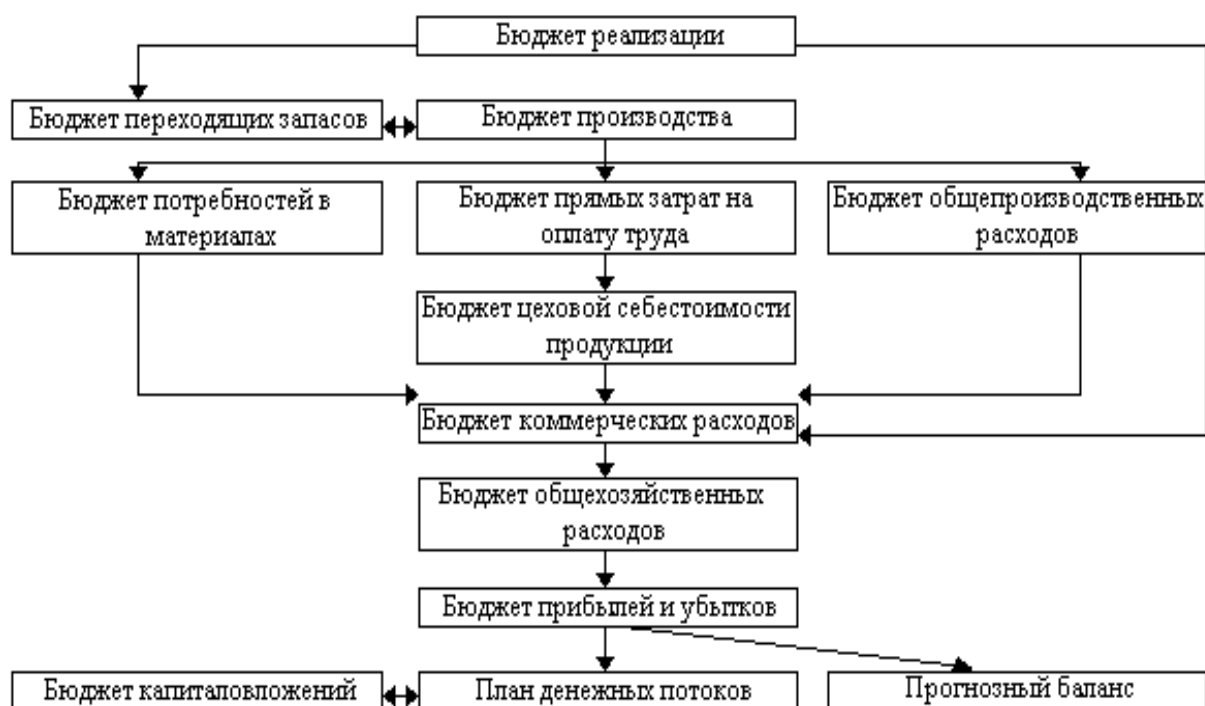 Бюджет реализации
Бюджет переходящих запасов
Бюджет производства
Бюджет потребностей в
материалах
Бюджет прямых затрат на
оплату труда
Бюджет общепроизводственных
расходов
Бюджет цеховой себестоимости
продукции
Бюджет коммерческих расходов
Бюджет общехозяйственных
расходов
Бюджет прибылей и убытков
Бюджет капиталовложений
План денежных потоков
Прогнозный баланс